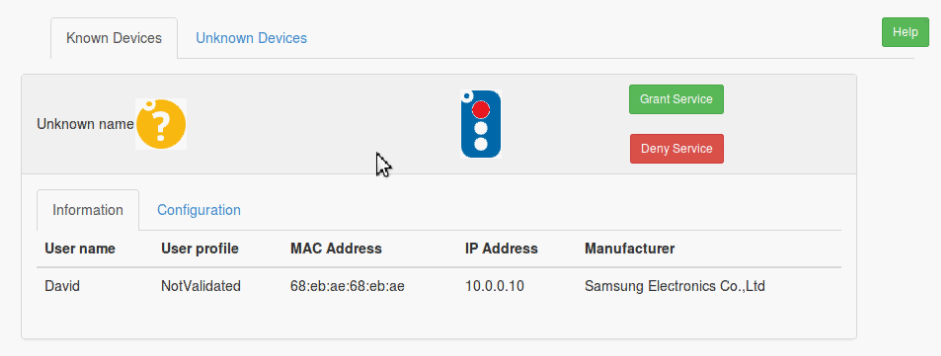 Known Devices Unknown Devices Help
Grant Service
Unknown name ?
Deny Service
Information Configuration
User name User profile MAC Address IP Address Manufacturer
David NotValidated 68:eb:ae:68:eb:ae 10.0.0.10 Samsung Electronics Co.,Ltd